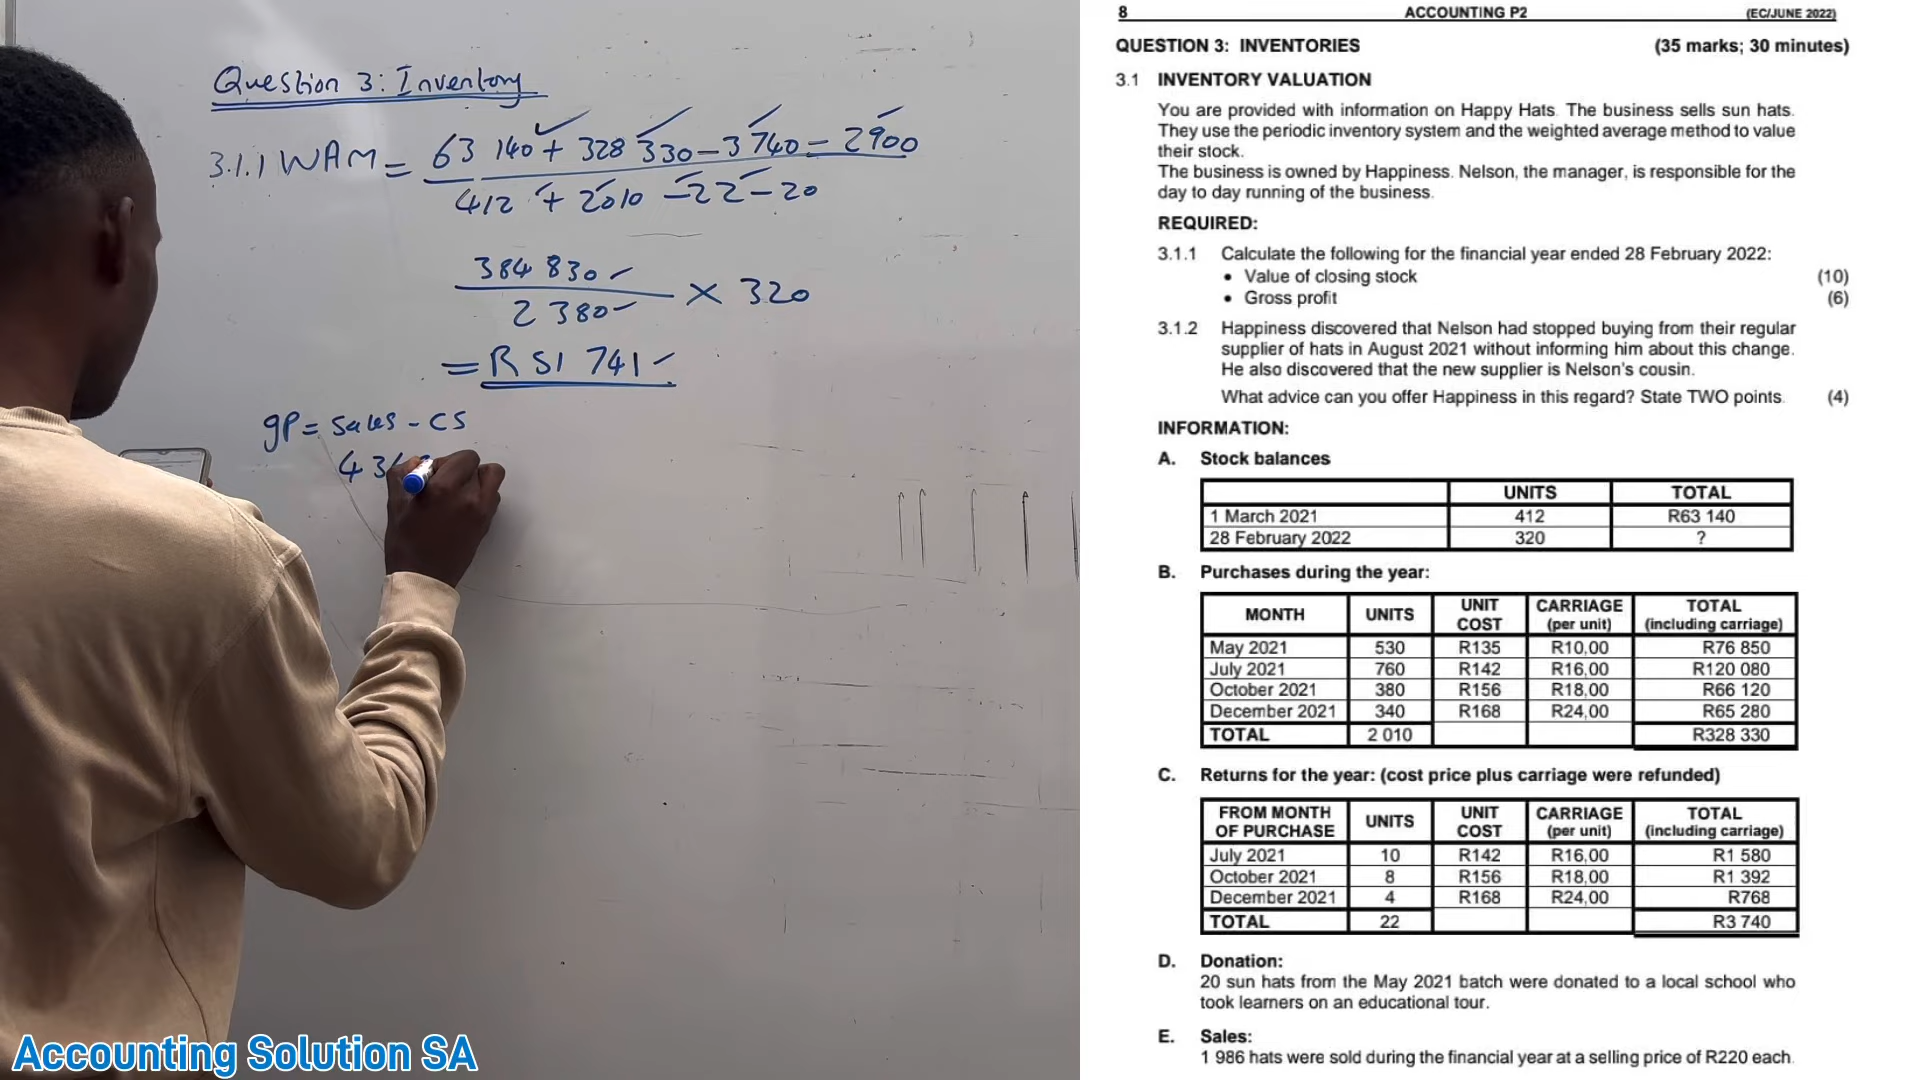 Question 3: Inventory
3.1.1 WAM = 63 140 + 328 330 - 3 740 - 2900
412 + 2010 - 22 - 20
384 830
2 380
× 320
= R 51 741
gp = Sales - CS
4 3
Accounting Solution SA
8 ACCOUNTING P2 (EC/JUNE 2022)
QUESTION 3: INVENTORIES (35 marks; 30 minutes)
3.1 INVENTORY VALUATION
You are provided with information on Happy Hats. The business sells sun hats.
They use the periodic inventory system and the weighted average method to value
their stock.
The business is owned by Happiness. Nelson, the manager, is responsible for the
day to day running of the business.
REQUIRED:
3.1.1 Calculate the following for the financial year ended 28 February 2022:
• Value of closing stock (10)
• Gross profit (6)
3.1.2 Happiness discovered that Nelson had stopped buying from their regular
supplier of hats in August 2021 without informing him about this change.
He also discovered that the new supplier is Nelson's cousin.
What advice can you offer Happiness in this regard? State TWO points. (4)
INFORMATION:
A. Stock balances
UNITS TOTAL
1 March 2021 412 R63 140
28 February 2022 320 ?
B. Purchases during the year:
MONTH UNITS UNIT COST CARRIAGE (per unit) TOTAL (including carriage)
May 2021 530 R135 R10,00 R76 850
July 2021 760 R142 R16,00 R120 080
October 2021 380 R156 R18,00 R66 120
December 2021 340 R168 R24,00 R65 280
TOTAL 2 010 R328 330
C. Returns for the year: (cost price plus carriage were refunded)
FROM MONTH OF PURCHASE UNITS UNIT COST CARRIAGE (per unit) TOTAL (including carriage)
July 2021 10 R142 R16,00 R1 580
October 2021 8 R156 R18,00 R1 392
December 2021 4 R168 R24,00 R768
TOTAL 22 R3 740
D. Donation:
20 sun hats from the May 2021 batch were donated to a local school who
took learners on an educational tour.
E. Sales:
1 986 hats were sold during the financial year at a selling price of R220 each.